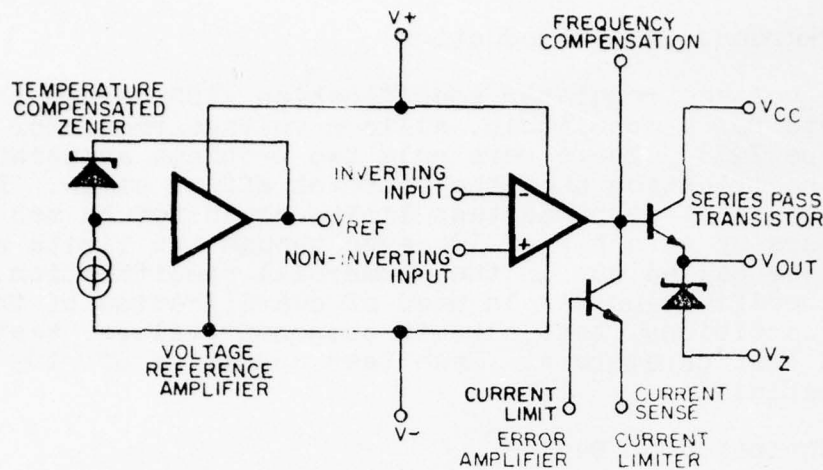 V+
FREQUENCY
COMPENSATION
TEMPERATURE
COMPENSATED
ZENER
VCC
INVERTING
INPUT
-
SERIES PASS
TRANSISTOR
VREF
+
NON-INVERTING
INPUT
VOUT
VOLTAGE
REFERENCE
AMPLIFIER
VZ
CURRENT
LIMIT
CURRENT
SENSE
V-
ERROR
AMPLIFIER
CURRENT
LIMITER